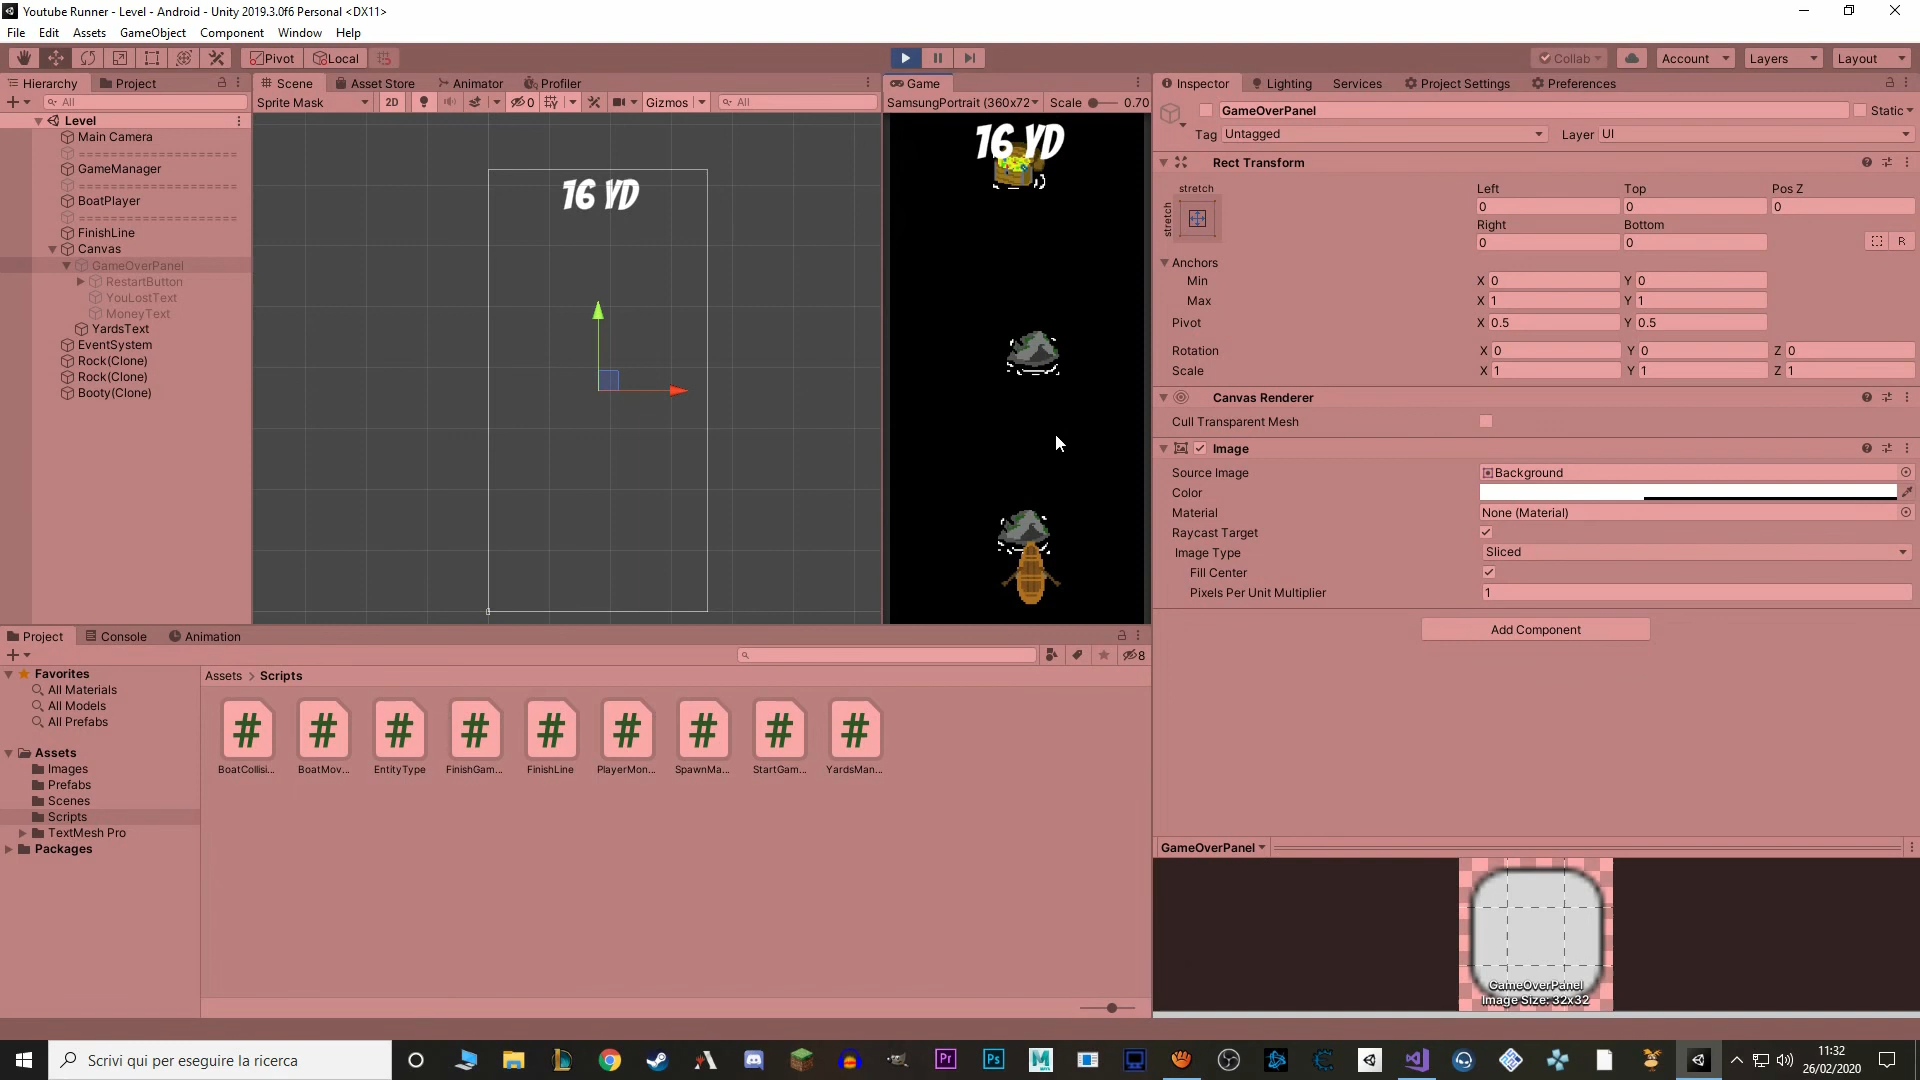 Youtube Runner - Level - Android - Unity 2019.3.0f6 Personal <DX11>
File Edit Assets GameObject Component Window Help
Pivot Local Collab Account Layers Layout
Hierarchy Project Scene Asset Store Animator Profiler Game Inspector Lighting Services Project Settings Preferences
All
Sprite Mask 2D 0 Gizmos All
SamsungPortrait (360x72 Scale 0.70
Level
Main Camera
====================
GameManager
====================
BoatPlayer
====================
FinishLine
Canvas
GameOverPanel
RestartButton
YouLostText
MoneyText
YardsText
EventSystem
Rock(Clone)
Rock(Clone)
Booty(Clone)
16 YD
16 YD
GameOverPanel Static
Tag Untagged Layer UI
Rect Transform
stretch
stretch
Left Top Pos Z
0 0 0
Right Bottom
0 0 R
Anchors
Min X 0 Y 0
Max X 1 Y 1
Pivot X 0.5 Y 0.5
Rotation X 0 Y 0 Z 0
Scale X 1 Y 1 Z 1
Canvas Renderer
Cull Transparent Mesh
Image
Source Image Background
Color
Material None (Material)
Raycast Target
Image Type Sliced
Fill Center
Pixels Per Unit Multiplier 1
Add Component
Project Console Animation
8
Favorites
All Materials
All Models
All Prefabs
Assets
Images
Prefabs
Scenes
Scripts
TextMesh Pro
Packages
Assets > Scripts
BoatCollisi... BoatMov... EntityType FinishGam... FinishLine PlayerMon... SpawnMa... StartGam... YardsMan...
GameOverPanel
GameOverPanel
Image Size: 32x32
Scrivi qui per eseguire la ricerca
Pr Ps M
11:32
26/02/2020